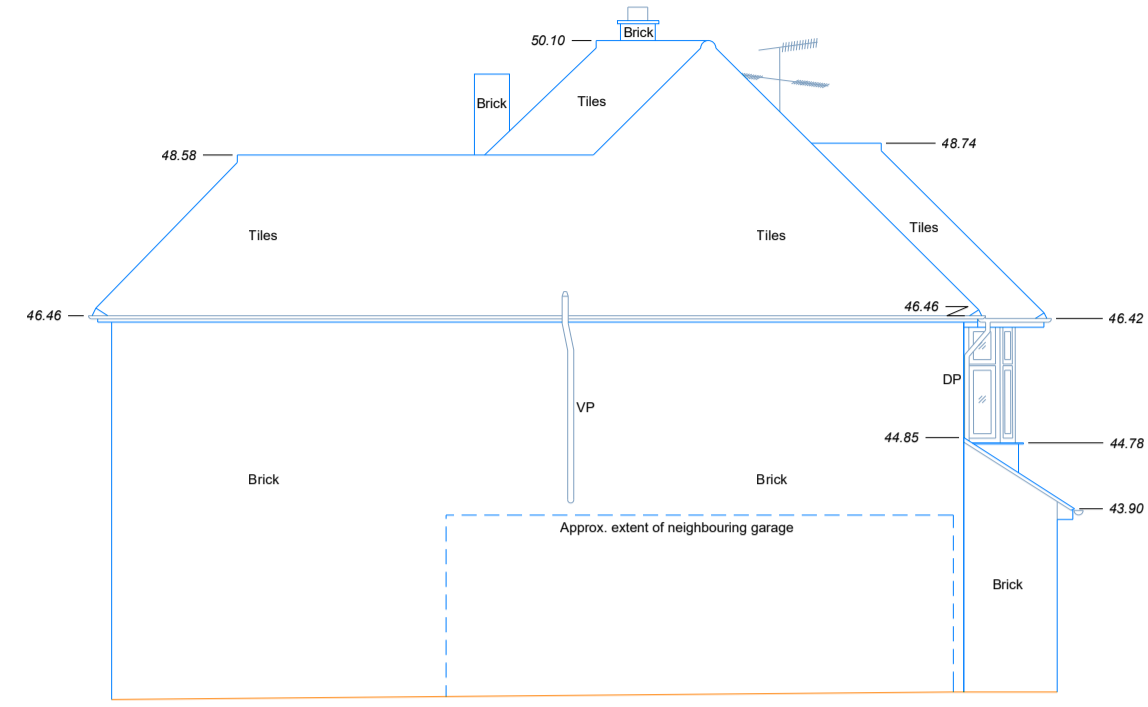 Brick
50.10
Brick
Tiles
48.58
48.74
Tiles
Tiles
Tiles
46.46
46.46
46.42
DP
VP
44.85
44.78
Brick
Brick
43.90
Approx. extent of neighbouring garage
Brick